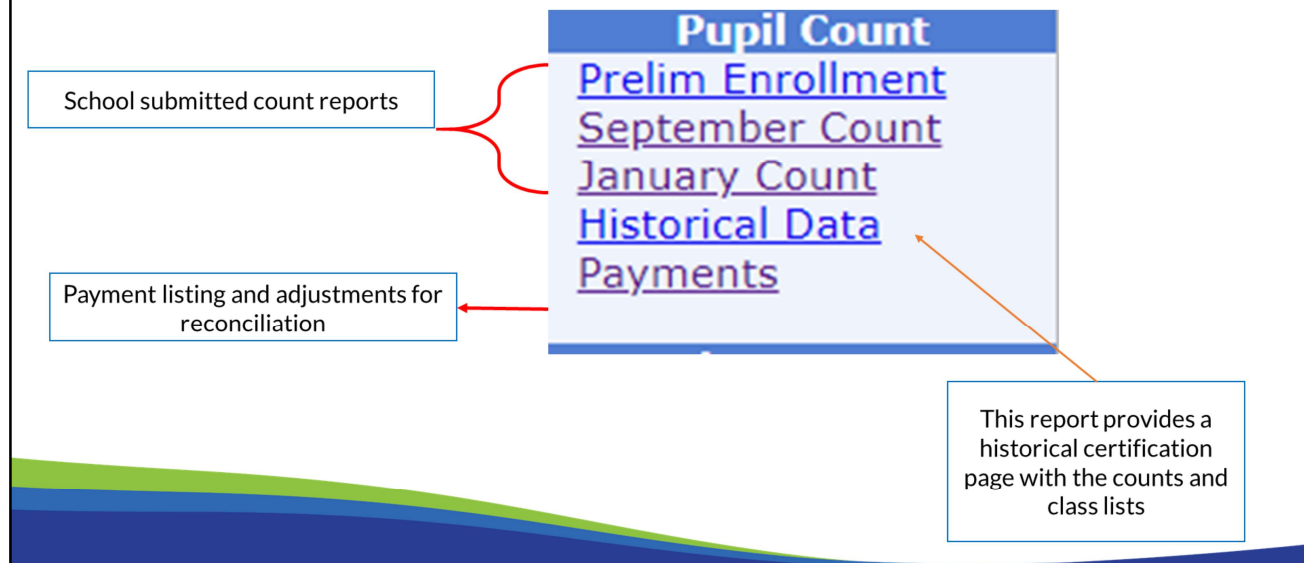 Pupil Count
Prelim Enrollment
September Count
January Count
Historical Data
Payments
School submitted count reports
Payment listing and adjustments for
reconciliation
This report provides a
historical certification
page with the counts and
class lists